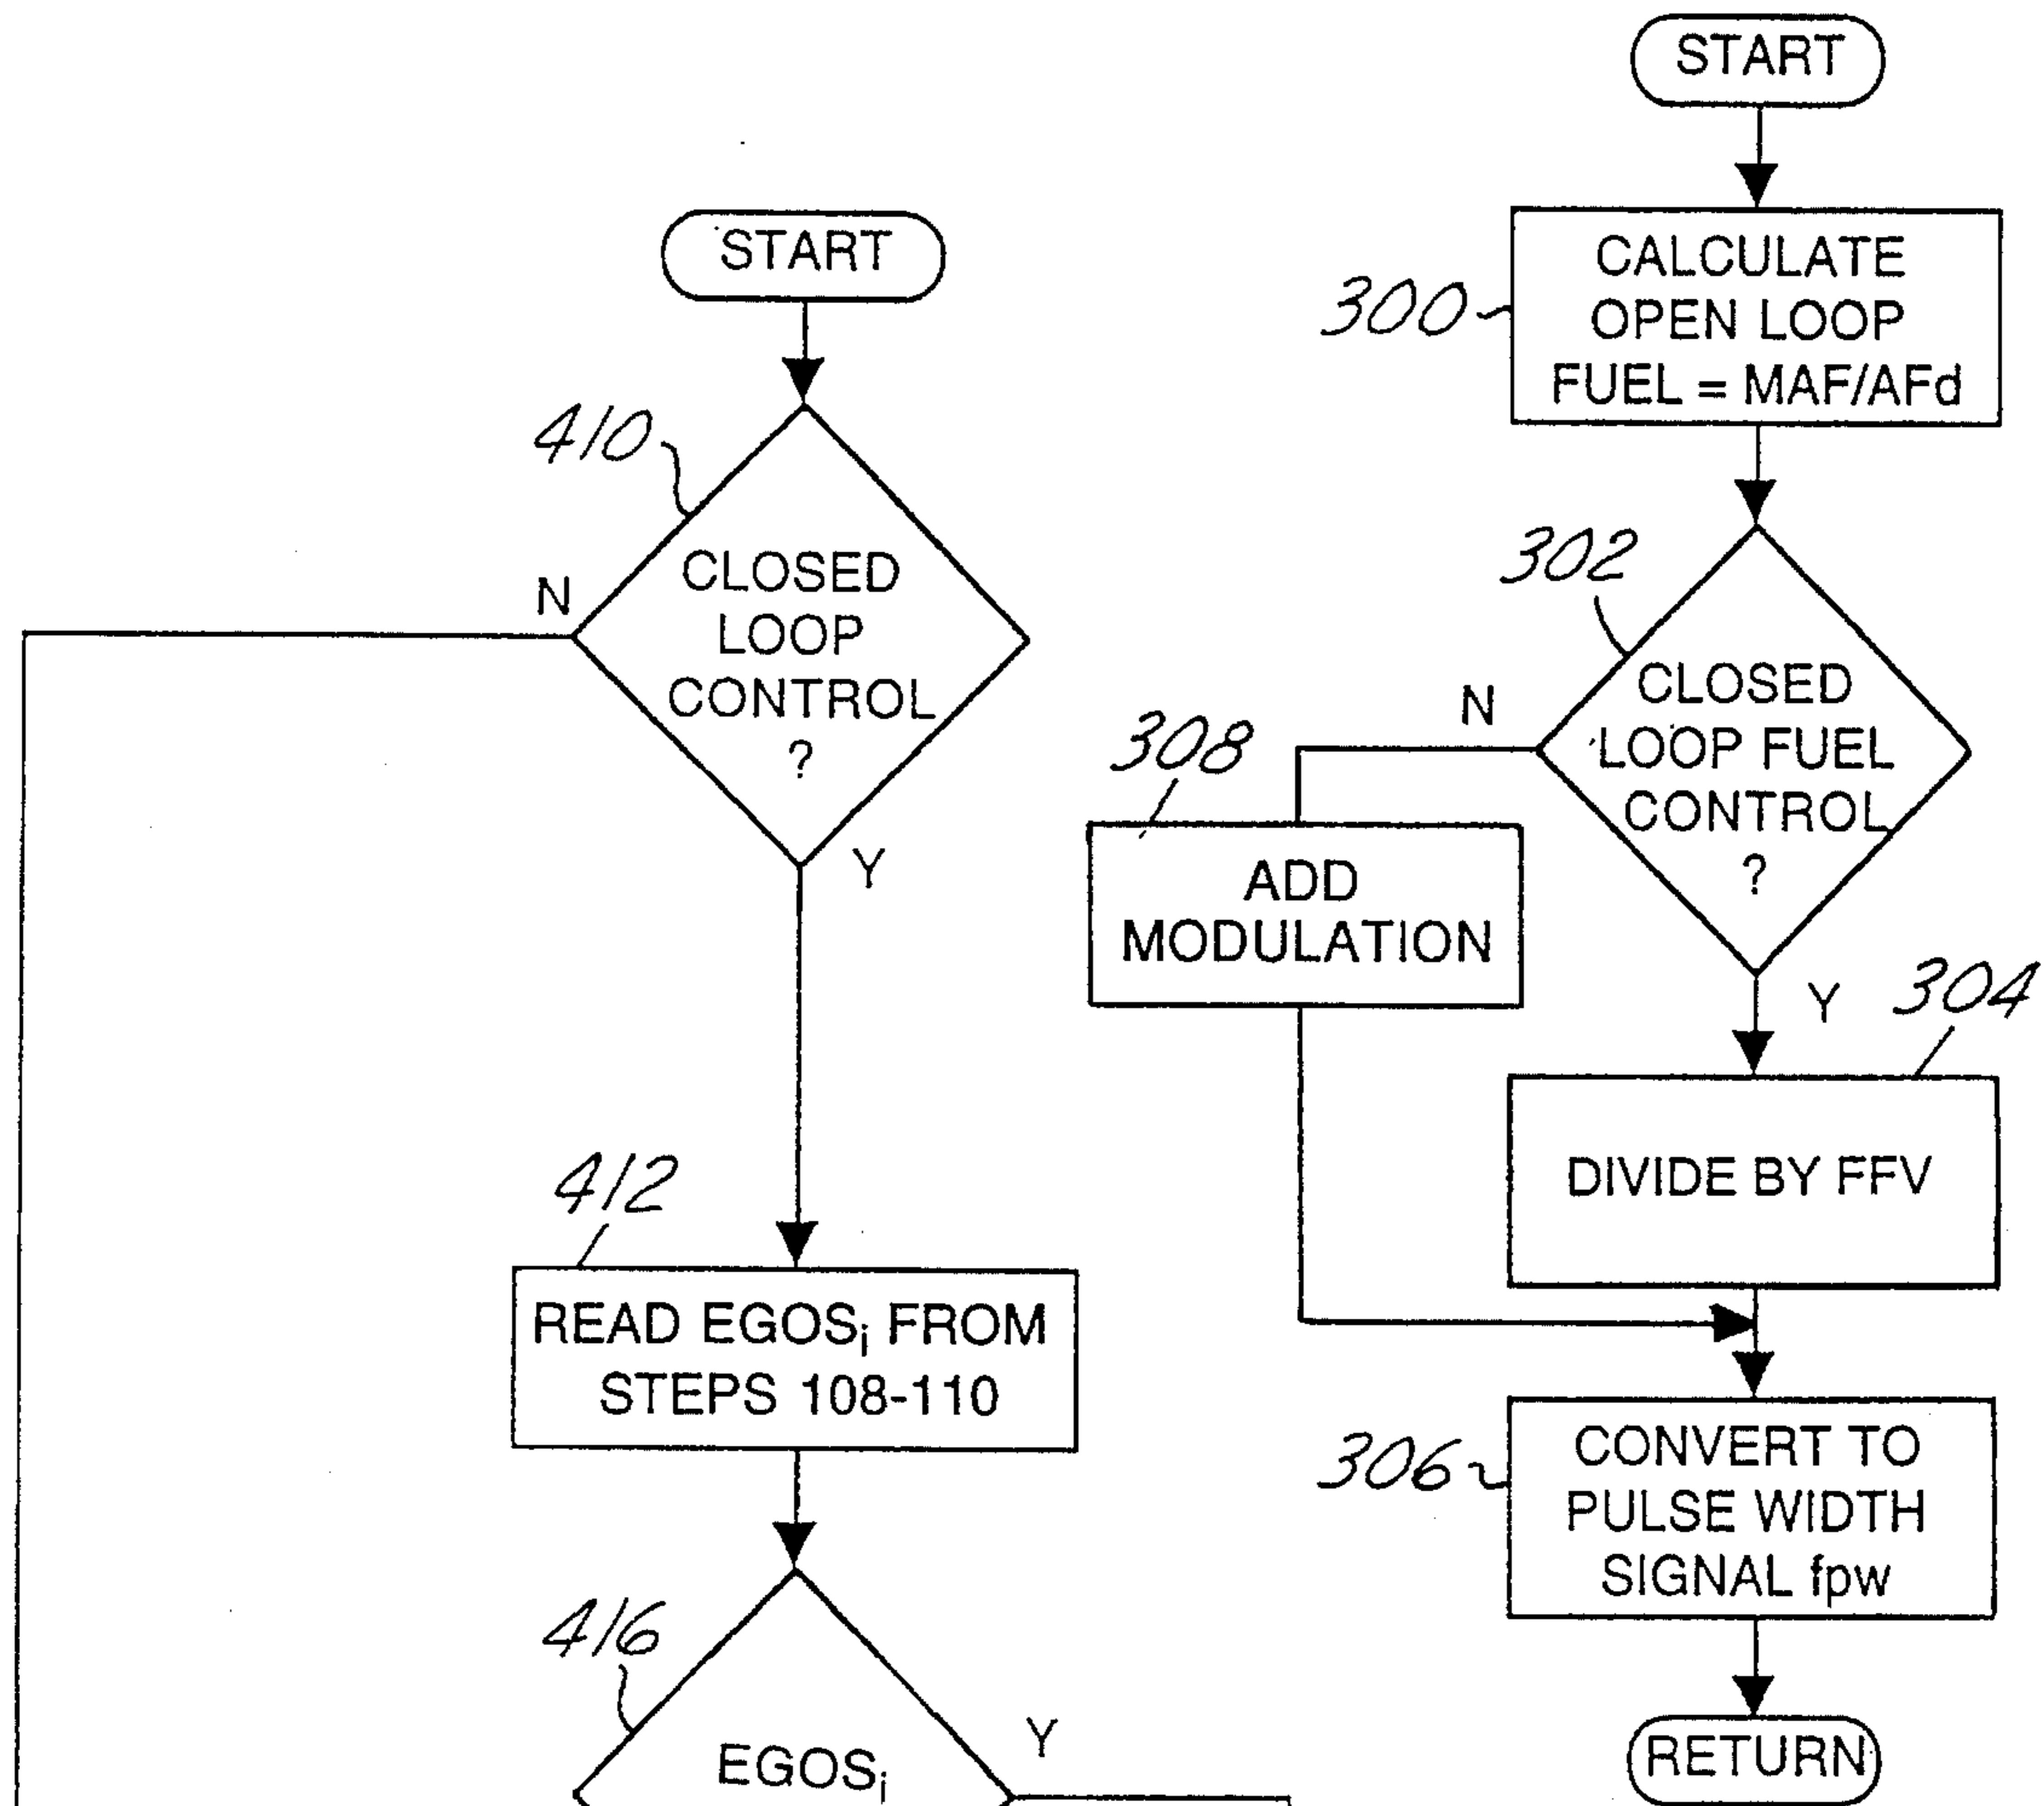 START
410
CLOSED
LOOP
CONTROL
?
N
Y
412
READ EGOSi FROM
STEPS 108-110
416
EGOSi
Y
START
300
CALCULATE
OPEN LOOP
FUEL = MAF/AFd
302
CLOSED
LOOP FUEL
CONTROL
?
N
308
ADD
MODULATION
Y
304
DIVIDE BY FFV
306
CONVERT TO
PULSE WIDTH
SIGNAL fpw
RETURN